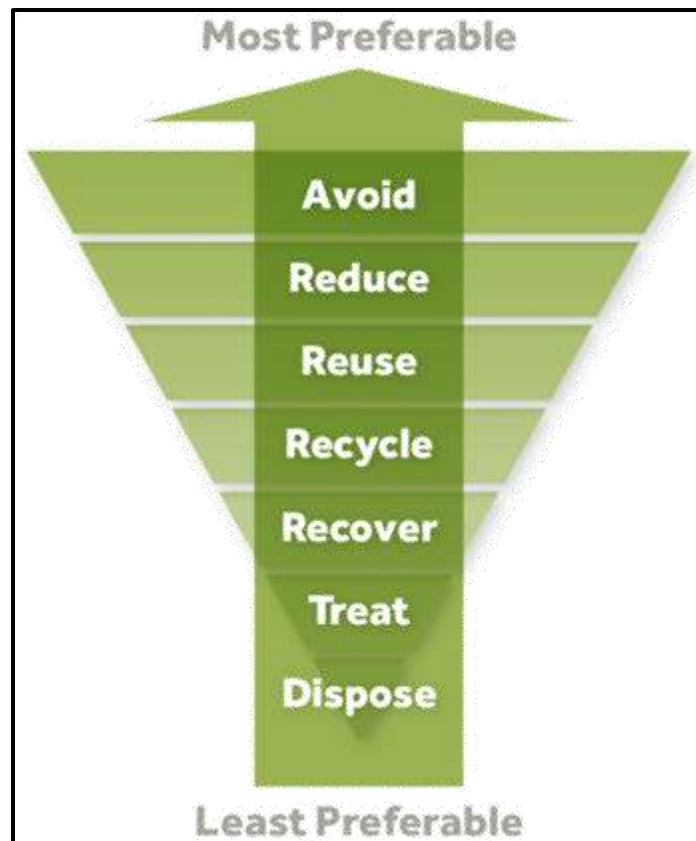 Most Preferable
Avoid
Reduce
Reuse
Recycle
Recover
Treat
Dispose
Least Preferable